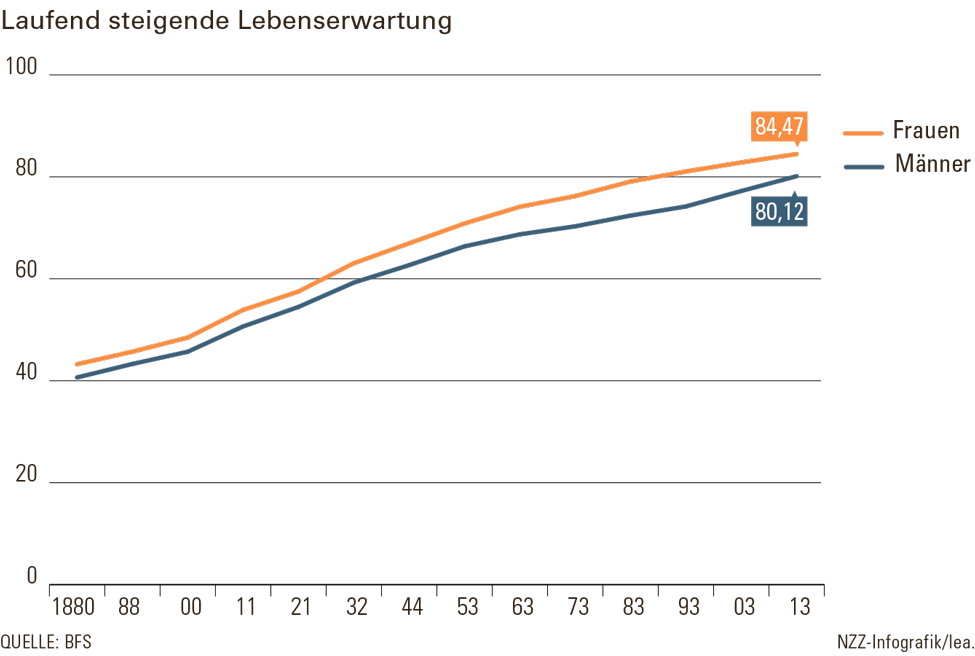 Laufend steigende Lebenserwartung
100
80
60
40
20
0
84,47
80,12
Frauen
Männer
1880 88 00 11 21 32 44 53 63 73 83 93 03 13
QUELLE: BFS
NZZ-Infografik/lea.